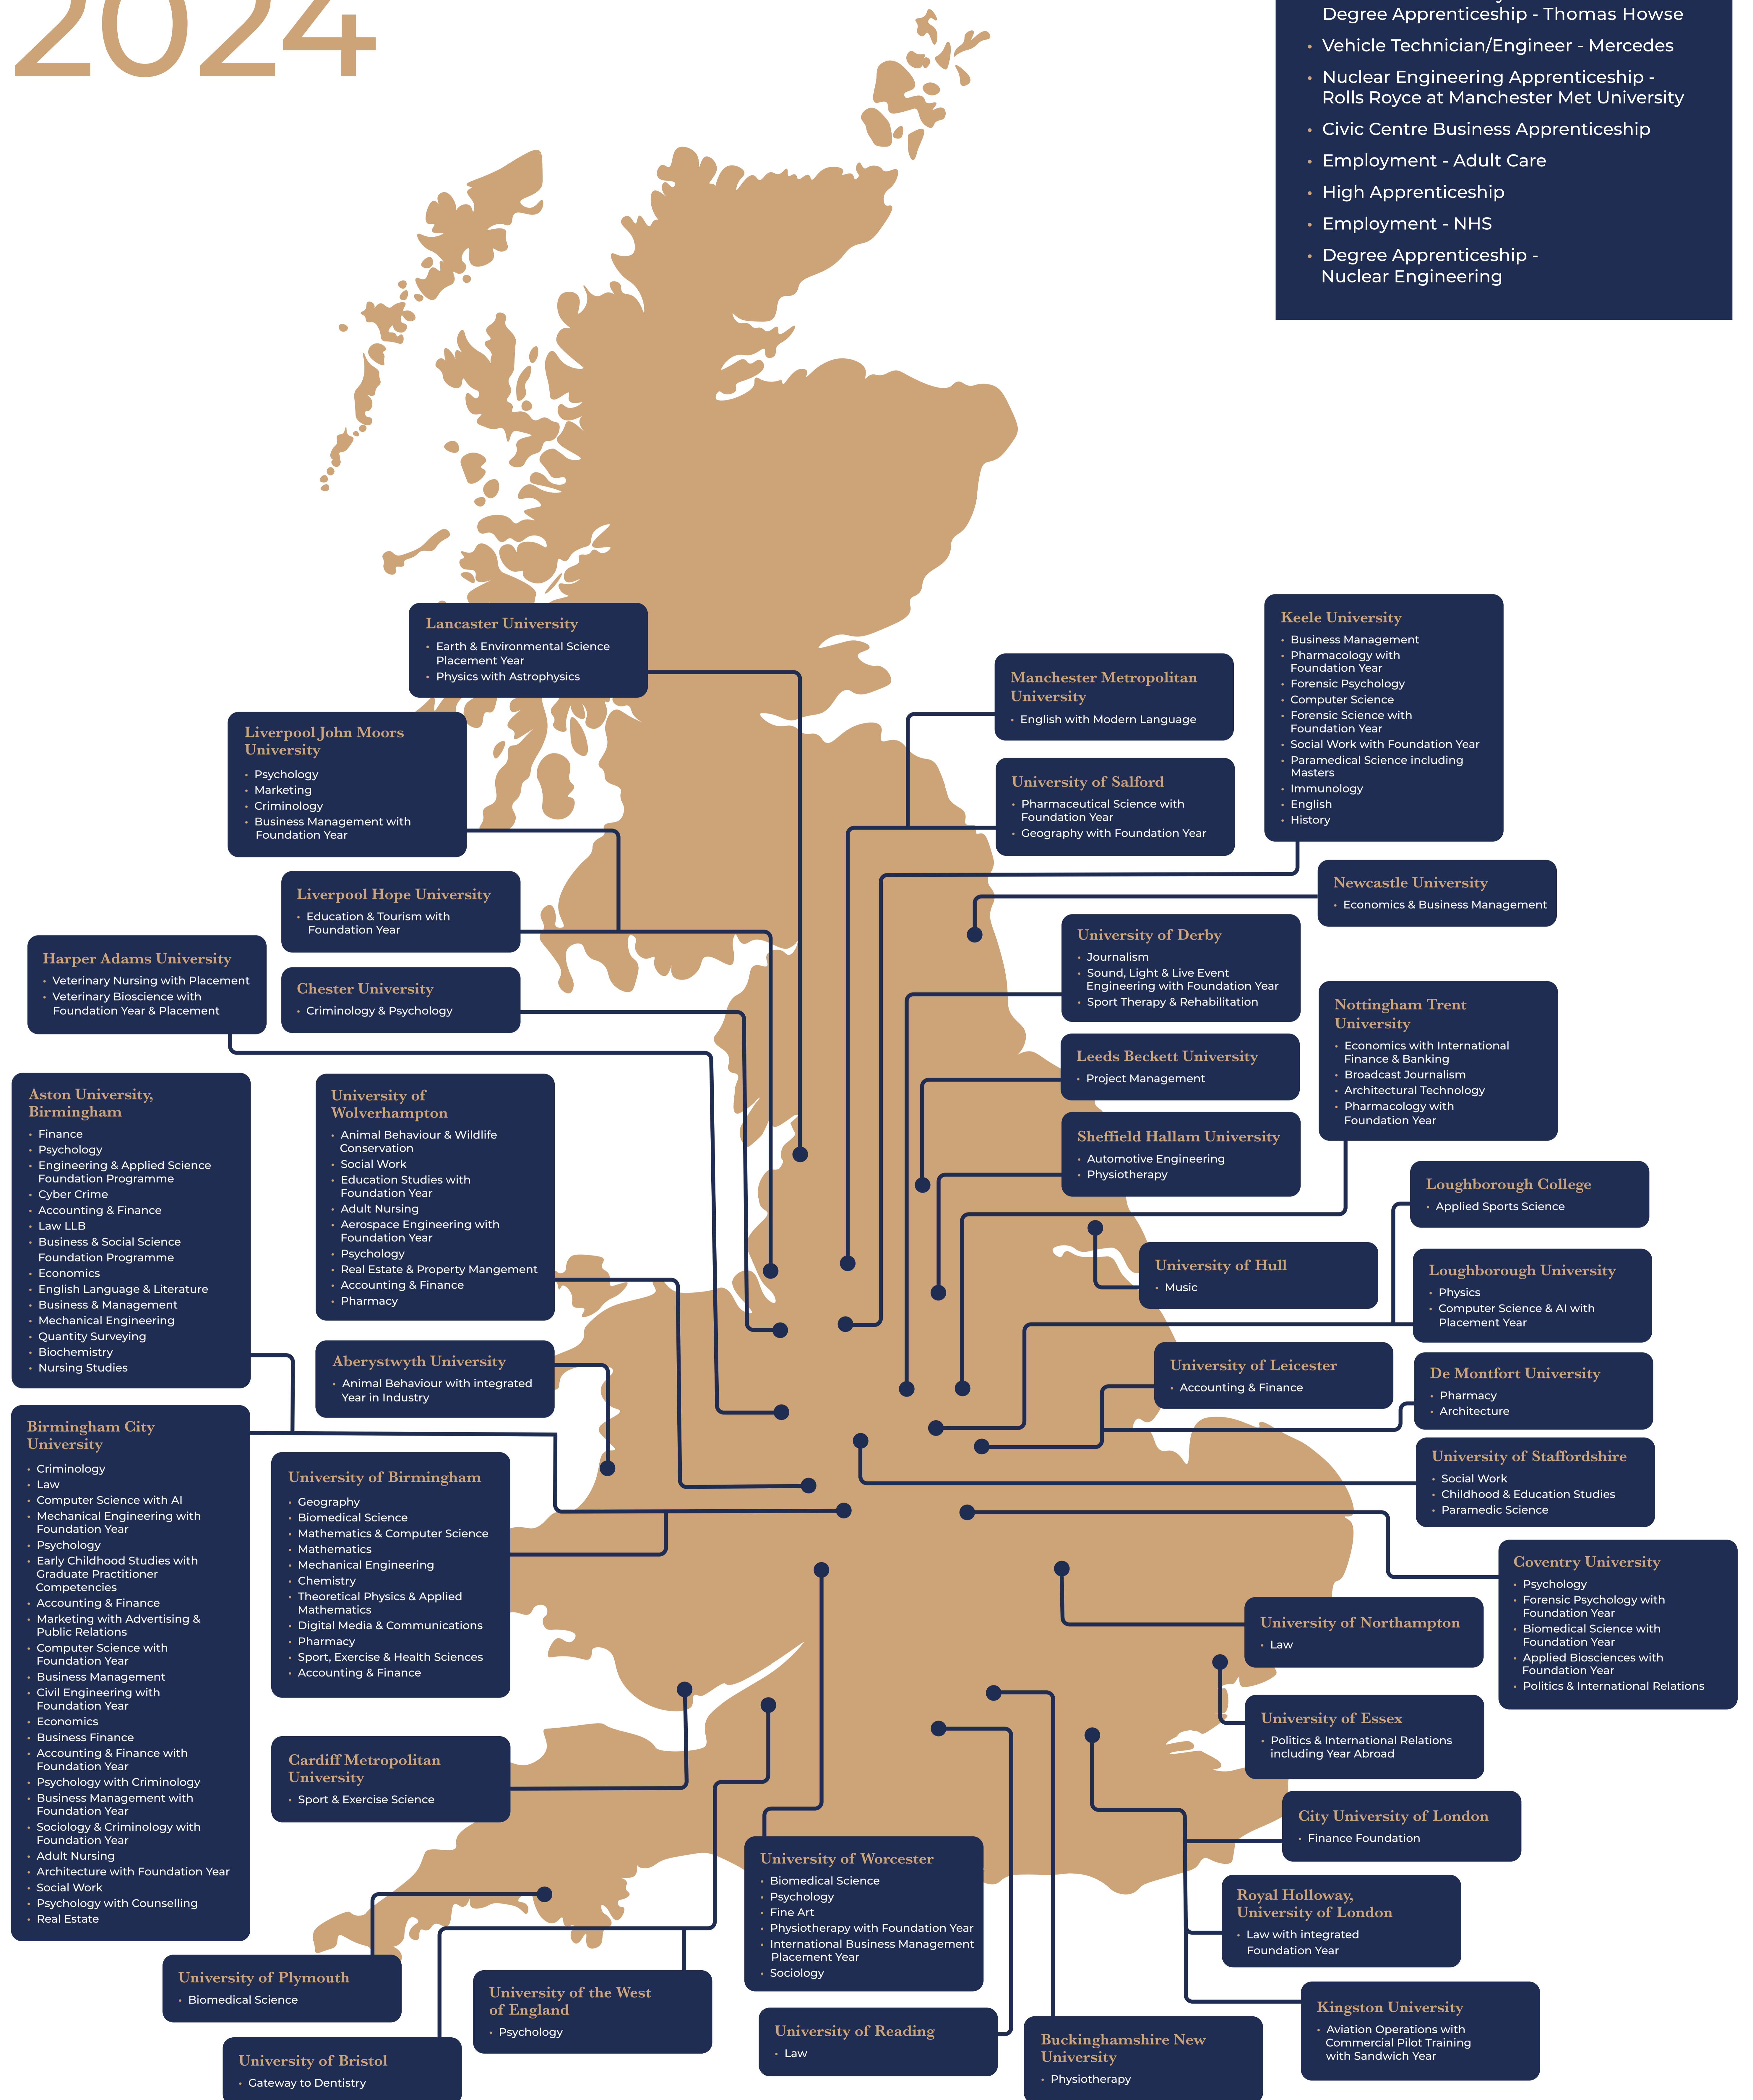 2024
Degree Apprenticeship - Thomas Howse
• Vehicle Technician/Engineer - Mercedes
• Nuclear Engineering Apprenticeship -
Rolls Royce at Manchester Met University
• Civic Centre Business Apprenticeship
• Employment - Adult Care
• High Apprenticeship
• Employment - NHS
• Degree Apprenticeship -
Nuclear Engineering
Lancaster University
• Earth & Environmental Science
Placement Year
• Physics with Astrophysics
Liverpool John Moors
University
• Psychology
• Marketing
• Criminology
• Business Management with
Foundation Year
Liverpool Hope University
• Education & Tourism with
Foundation Year
Harper Adams University
• Veterinary Nursing with Placement
• Veterinary Bioscience with
Foundation Year & Placement
Chester University
• Criminology & Psychology
Aston University,
Birmingham
• Finance
• Psychology
• Engineering & Applied Science
Foundation Programme
• Cyber Crime
• Accounting & Finance
• Law LLB
• Business & Social Science
Foundation Programme
• Economics
• English Language & Literature
• Business & Management
• Mechanical Engineering
• Quantity Surveying
• Biochemistry
• Nursing Studies
University of
Wolverhampton
• Animal Behaviour & Wildlife
Conservation
• Social Work
• Education Studies with
Foundation Year
• Adult Nursing
• Aerospace Engineering with
Foundation Year
• Psychology
• Real Estate & Property Mangement
• Accounting & Finance
• Pharmacy
Aberystwyth University
• Animal Behaviour with integrated
Year in Industry
Birmingham City
University
• Criminology
• Law
• Computer Science with AI
• Mechanical Engineering with
Foundation Year
• Psychology
• Early Childhood Studies with
Graduate Practitioner
Competencies
• Accounting & Finance
• Marketing with Advertising &
Public Relations
• Computer Science with
Foundation Year
• Business Management
• Civil Engineering with
Foundation Year
• Economics
• Business Finance
• Accounting & Finance with
Foundation Year
• Psychology with Criminology
• Business Management with
Foundation Year
• Sociology & Criminology with
Foundation Year
• Adult Nursing
• Architecture with Foundation Year
• Social Work
• Psychology with Counselling
• Real Estate
University of Birmingham
• Geography
• Biomedical Science
• Mathematics & Computer Science
• Mathematics
• Mechanical Engineering
• Chemistry
• Theoretical Physics & Applied
Mathematics
• Digital Media & Communications
• Pharmacy
• Sport, Exercise & Health Sciences
• Accounting & Finance
Cardiff Metropolitan
University
• Sport & Exercise Science
University of Plymouth
• Biomedical Science
University of Bristol
• Gateway to Dentistry
University of the West
of England
• Psychology
University of Worcester
• Biomedical Science
• Psychology
• Fine Art
• Physiotherapy with Foundation Year
• International Business Management
Placement Year
• Sociology
University of Reading
• Law
Buckinghamshire New
University
• Physiotherapy
Manchester Metropolitan
University
• English with Modern Language
University of Salford
• Pharmaceutical Science with
Foundation Year
• Geography with Foundation Year
Keele University
• Business Management
• Pharmacology with
Foundation Year
• Forensic Psychology
• Computer Science
• Forensic Science with
Foundation Year
• Social Work with Foundation Year
• Paramedical Science including
Masters
• Immunology
• English
• History
Newcastle University
• Economics & Business Management
University of Derby
• Journalism
• Sound, Light & Live Event
Engineering with Foundation Year
• Sport Therapy & Rehabilitation
Leeds Beckett University
• Project Management
Sheffield Hallam University
• Automotive Engineering
• Physiotherapy
Nottingham Trent
University
• Economics with International
Finance & Banking
• Broadcast Journalism
• Architectural Technology
• Pharmacology with
Foundation Year
Loughborough College
• Applied Sports Science
University of Hull
• Music
Loughborough University
• Physics
• Computer Science & AI with
Placement Year
University of Leicester
• Accounting & Finance
De Montfort University
• Pharmacy
• Architecture
University of Staffordshire
• Social Work
• Childhood & Education Studies
• Paramedic Science
Coventry University
• Psychology
• Forensic Psychology with
Foundation Year
• Biomedical Science with
Foundation Year
• Applied Biosciences with
Foundation Year
• Politics & International Relations
University of Northampton
• Law
University of Essex
• Politics & International Relations
including Year Abroad
City University of London
• Finance Foundation
Royal Holloway,
University of London
• Law with integrated
Foundation Year
Kingston University
• Aviation Operations with
Commercial Pilot Training
with Sandwich Year